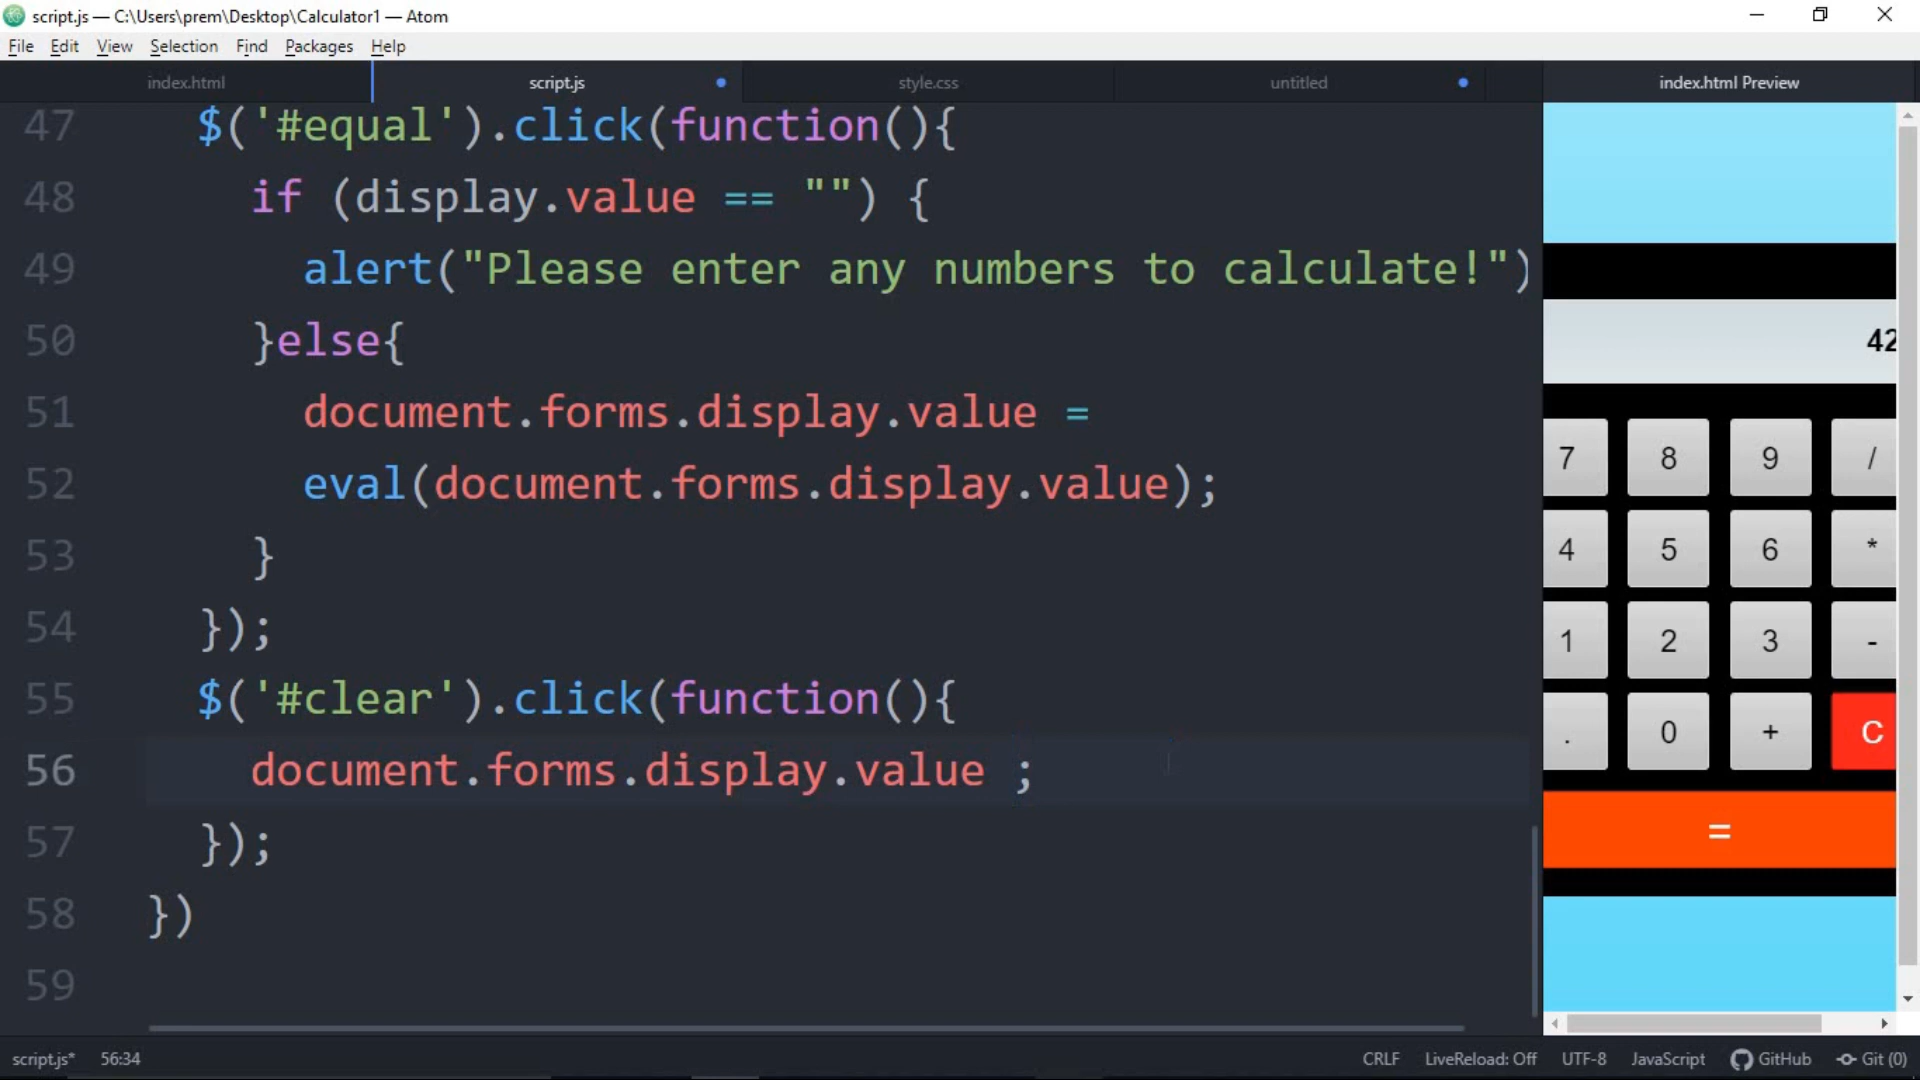 script.js — C:\Users\prem\Desktop\Calculator1 — Atom
File Edit View Selection Find Packages Help
index.html script.js style.css untitled index.html Preview
47 $('#equal').click(function(){
48 if (display.value == "") {
49 alert("Please enter any numbers to calculate!")
50 }else{
51 document.forms.display.value =
52 eval(document.forms.display.value);
53 }
54 });
55 $('#clear').click(function(){
56 document.forms.display.value ;
57 });
58 })
59
42
7 8 9 /
4 5 6 *
1 2 3 -
. 0 + C
=
script.js* 56:34 CRLF LiveReload: Off UTF-8 JavaScript GitHub Git (0)